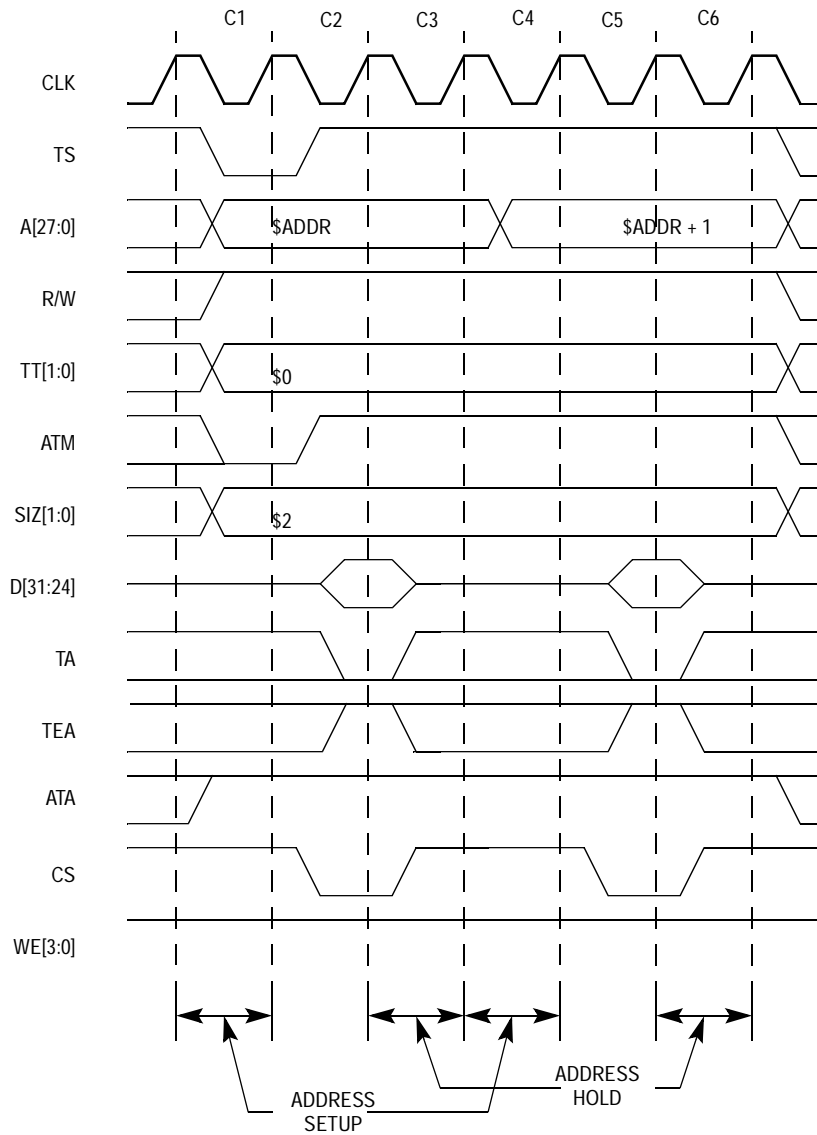 C1 C2 C3 C4 C5 C6
CLK
TS
A[27:0] $ADDR $ADDR + 1
R/W
TT[1:0] $0
ATM
SIZ[1:0] $2
D[31:24]
TA
TEA
ATA
CS
WE[3:0]
ADDRESS
SETUP
ADDRESS
HOLD